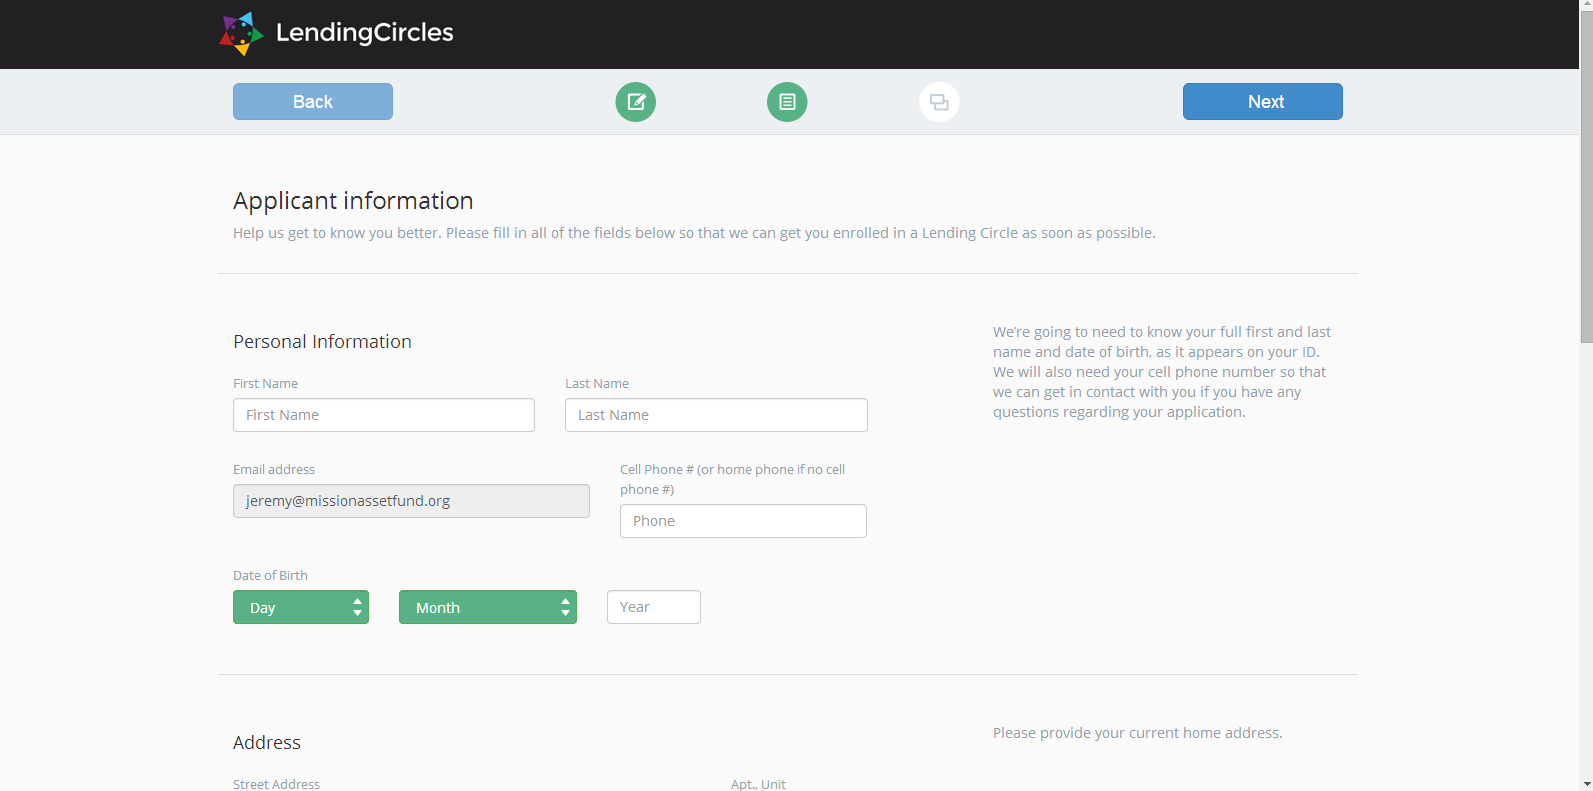 LendingCircles
Back
Next
Applicant information
Help us get to know you better. Please fill in all of the fields below so that we can get you enrolled in a Lending Circle as soon as possible.
Personal Information
First Name
Last Name
First Name
Last Name
Email address
Cell Phone # (or home phone if no cell
phone #)
jeremy@missionassetfund.org
Phone
Date of Birth
Day
Month
Year
We're going to need to know your full first and last
name and date of birth, as it appears on your ID.
We will also need your cell phone number so that
we can get in contact with you if you have any
questions regarding your application.
Address
Street Address
Apt., Unit
Please provide your current home address.